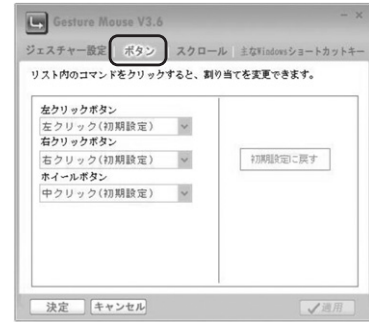 Gesture Mouse V3.6
ジェスチャー設定 ボタン スクロール 主なWindowsショートカットキー
リスト内のコマンドをクリックすると、割り当てを変更できます。
左クリックボタン
左クリック(初期設定)
右クリックボタン
右クリック(初期設定)
初期設定に戻す
ホイールボタン
中クリック(初期設定)
決定 キャンセル 適用